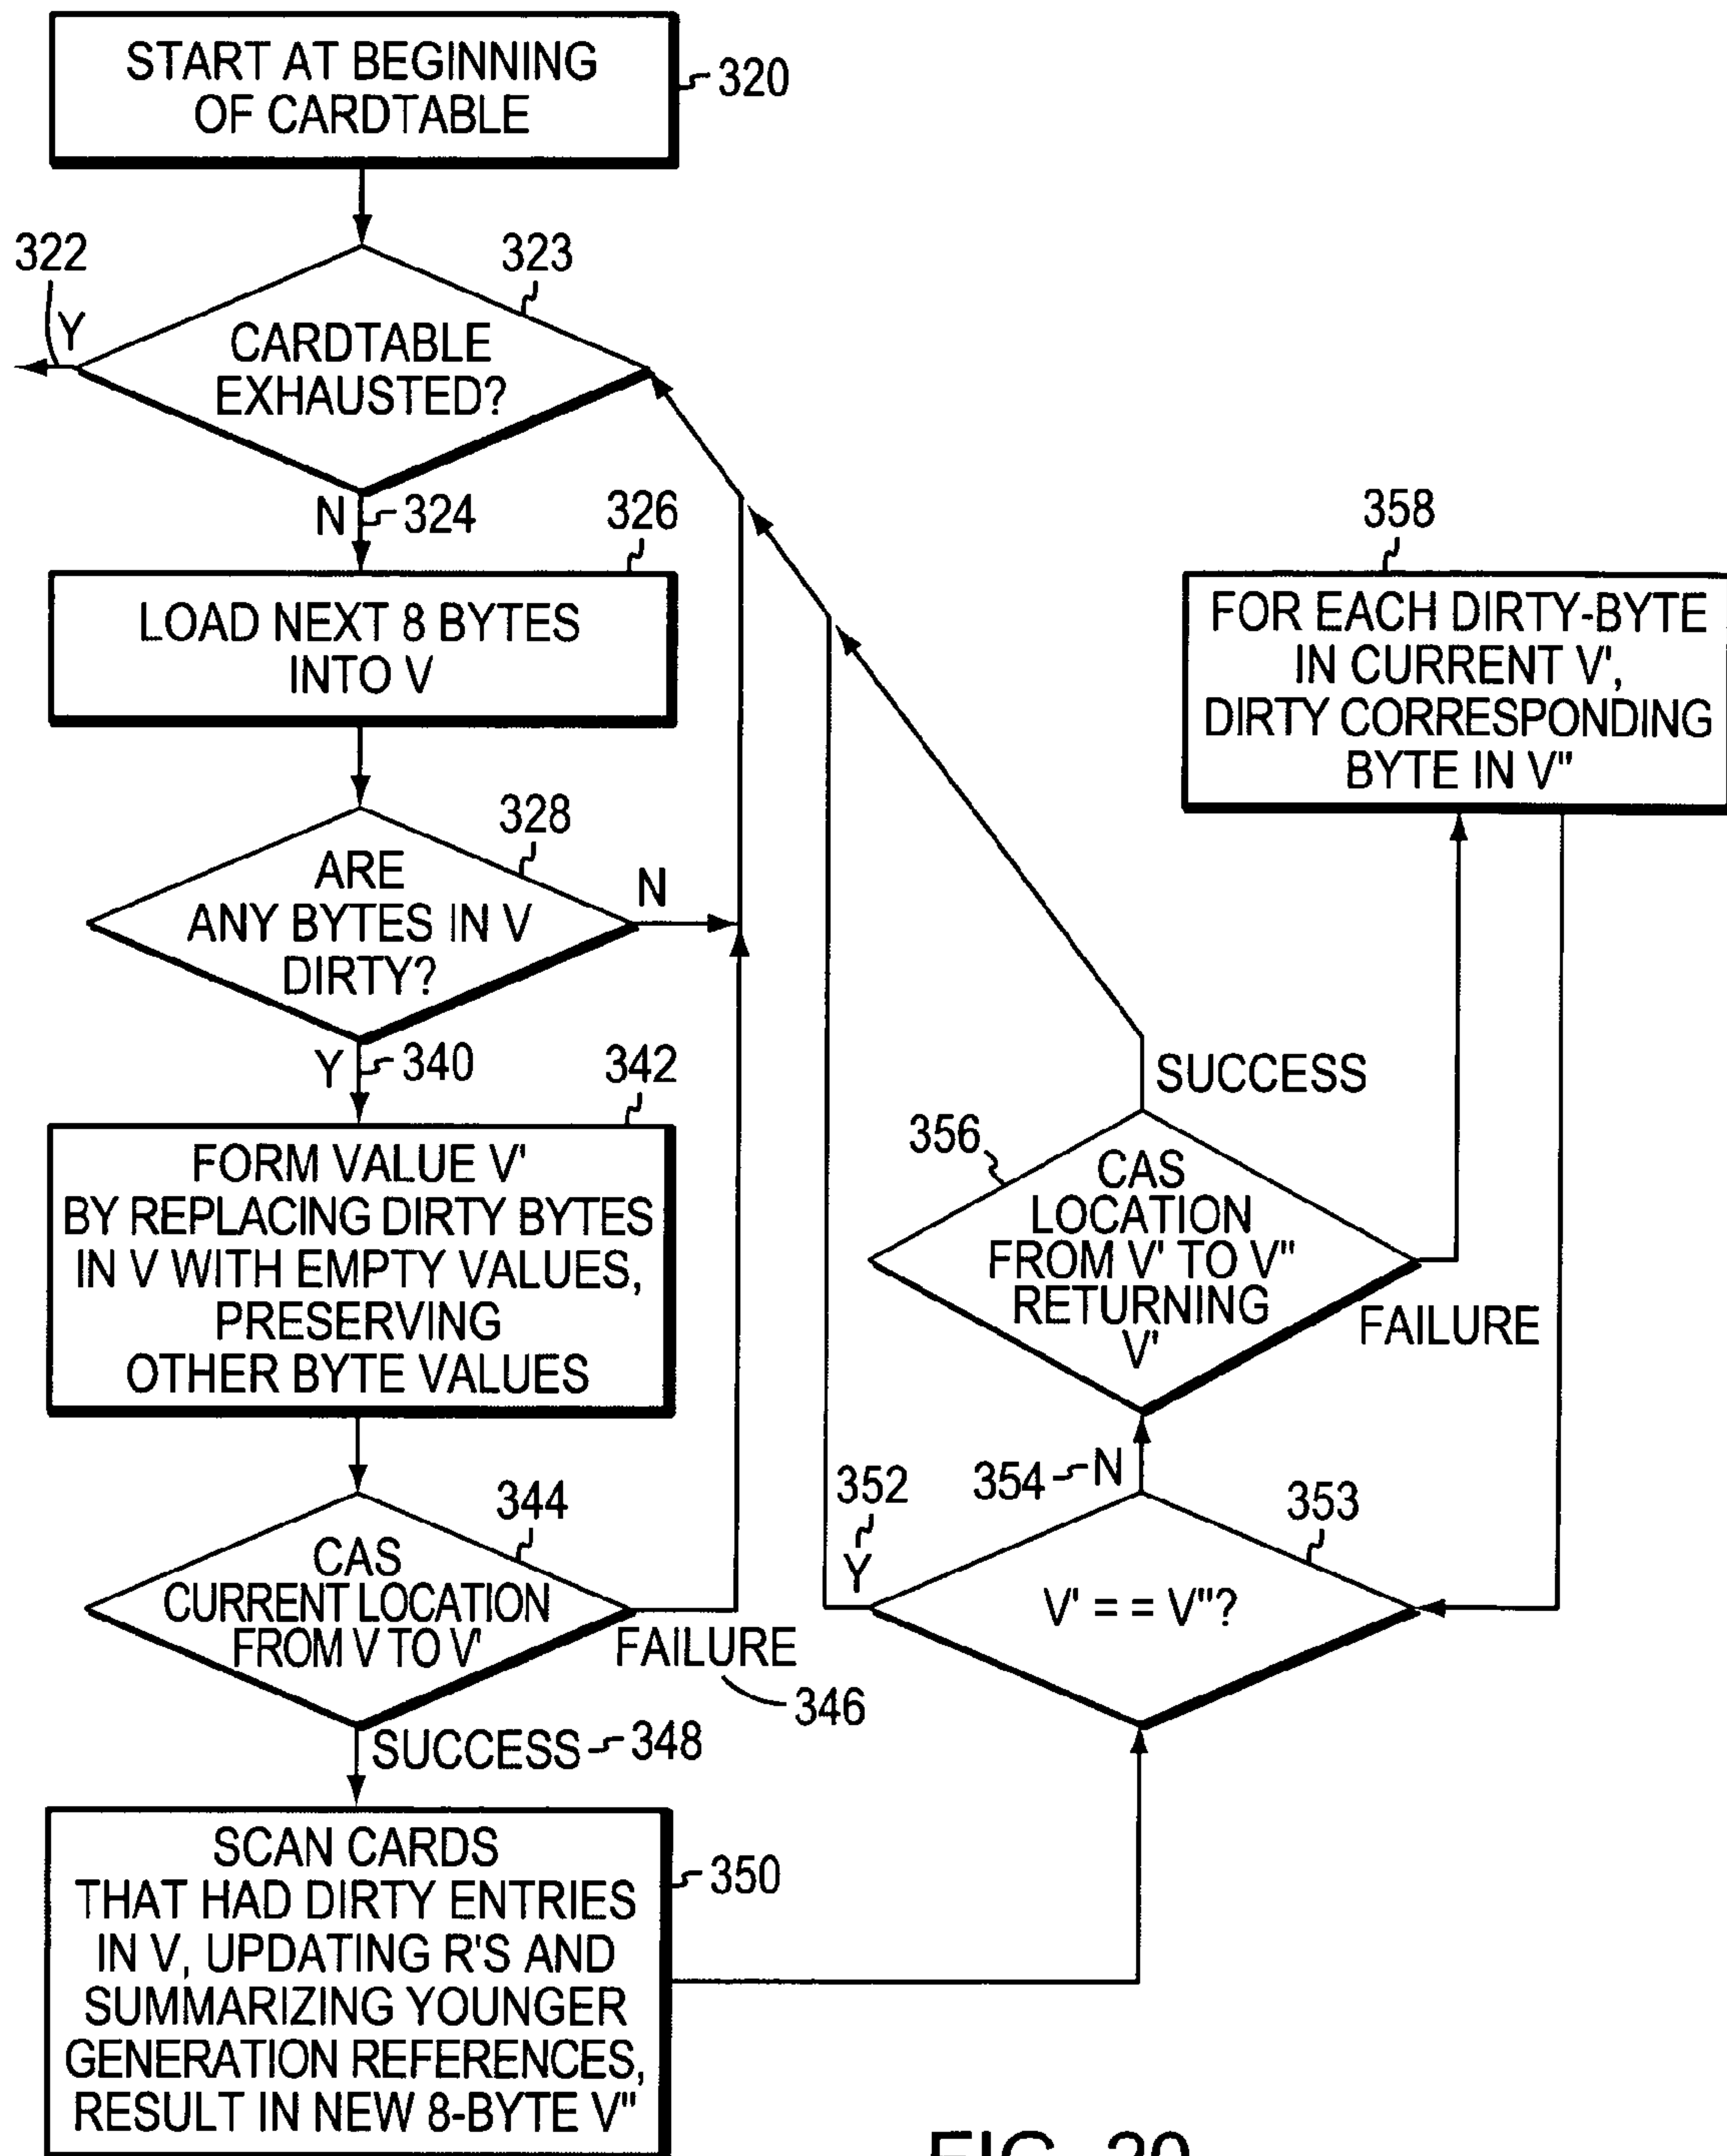 START AT BEGINNING
OF CARDTABLE
320
322
Y
323
CARDTABLE
EXHAUSTED?
N
324
326
LOAD NEXT 8 BYTES
INTO V
328
ARE
ANY BYTES IN V
DIRTY?
N
Y
340
342
FORM VALUE V'
BY REPLACING DIRTY BYTES
IN V WITH EMPTY VALUES,
PRESERVING
OTHER BYTE VALUES
344
CAS
CURRENT LOCATION
FROM V TO V'
FAILURE
346
SUCCESS
348
SCAN CARDS
THAT HAD DIRTY ENTRIES
IN V, UPDATING R'S AND
SUMMARIZING YOUNGER
GENERATION REFERENCES,
RESULT IN NEW 8-BYTE V"
350
352
Y
354
N
353
V' = = V"?
356
CAS
LOCATION
FROM V' TO V"
RETURNING
V'
SUCCESS
FAILURE
358
FOR EACH DIRTY-BYTE
IN CURRENT V',
DIRTY CORRESPONDING
BYTE IN V"